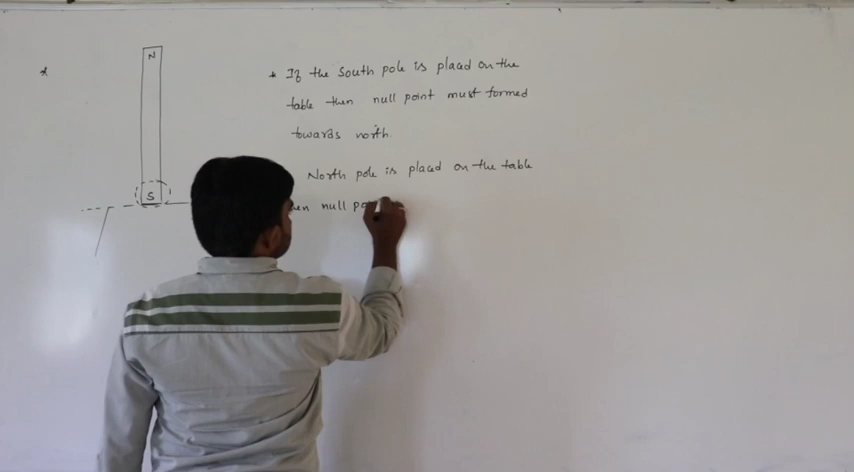 N
S
* If the South pole is placed on the
table then null point must formed
towards north.
North pole is placed on the table
null